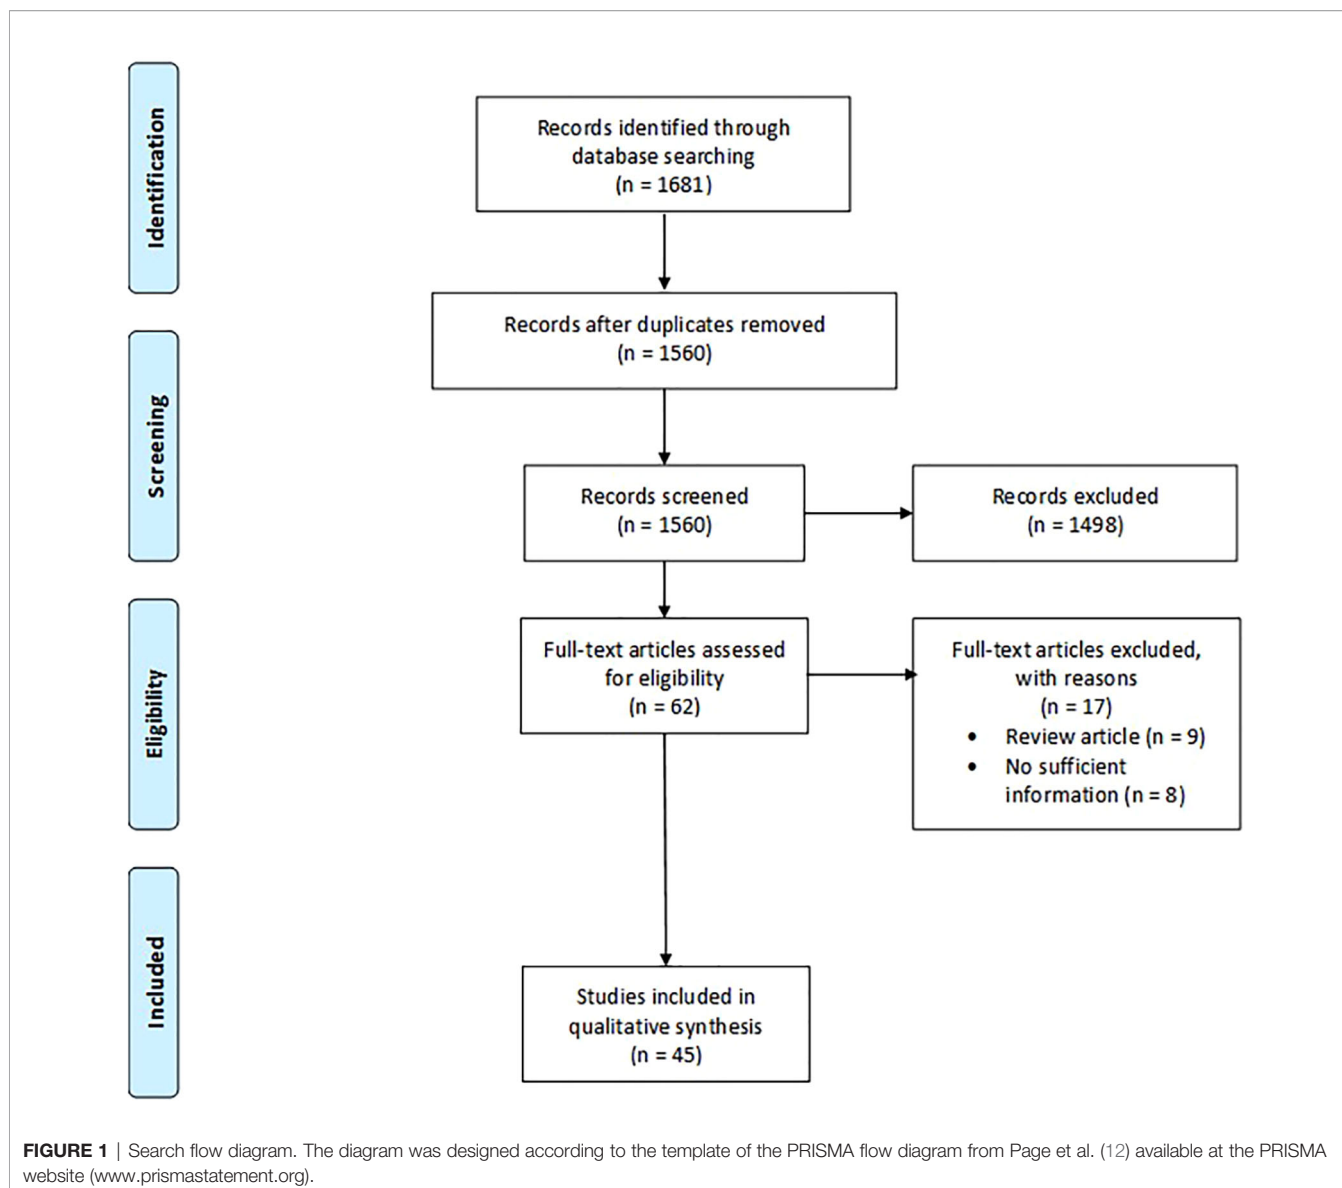 Identification
Records identified through
database searching
(n = 1681)
Records after duplicates removed
(n = 1560)
Screening
Records screened
(n = 1560)
Records excluded
(n = 1498)
Eligibility
Full-text articles assessed
for eligibility
(n = 62)
Full-text articles excluded,
with reasons
(n = 17)
• Review article (n = 9)
• No sufficient
information (n = 8)
Included
Studies included in
qualitative synthesis
(n = 45)
FIGURE 1 | Search flow diagram. The diagram was designed according to the template of the PRISMA flow diagram from Page et al. (12) available at the PRISMA
website (www.prismastatement.org).